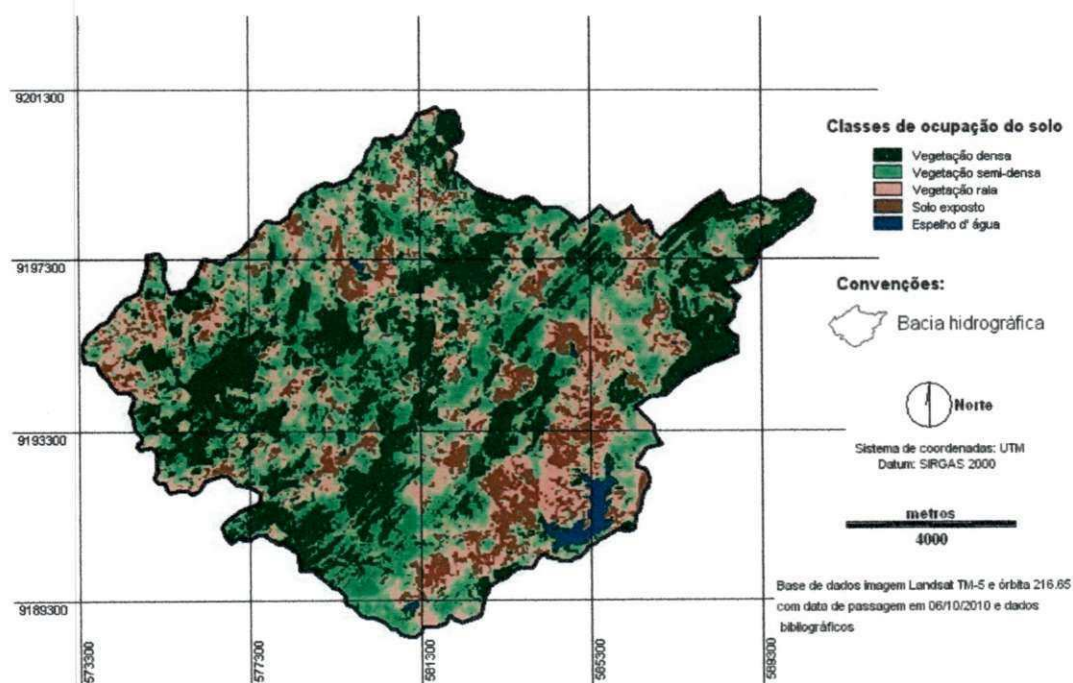 9201300
9197300
9193300
9189300
573300
577300
581300
585300
589300
Classes de ocupação do solo
Vegetação densa
Vegetação semi-densa
Vegetação rala
Solo exposto
Espelho d' água
Convenções:
Bacia hidrográfica
Norte
Sistema de coordenadas: UTM
Datum: SIRGAS 2000
metros
4000
Base de dados imagem Landsat TM-5 e órbita 216.65
com data de passagem em 06/10/2010 e dados
bibliográficos